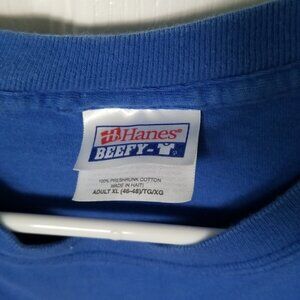 Hanes®
BEEFY-T
100% PRESHRUNK COTTON
MADE IN HAITI
ADULT XL (46-48)/TG/XG